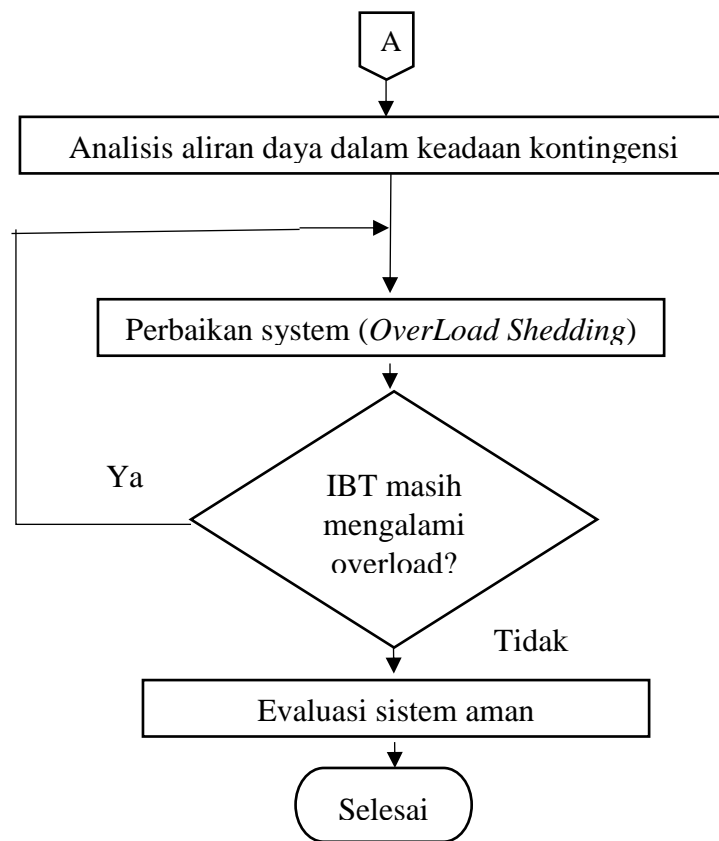 A
Analisis aliran daya dalam keadaan kontingensi
Perbaikan system (OverLoad Shedding)
Ya
IBT masih
mengalami
overload?
Tidak
Evaluasi sistem aman
Selesai